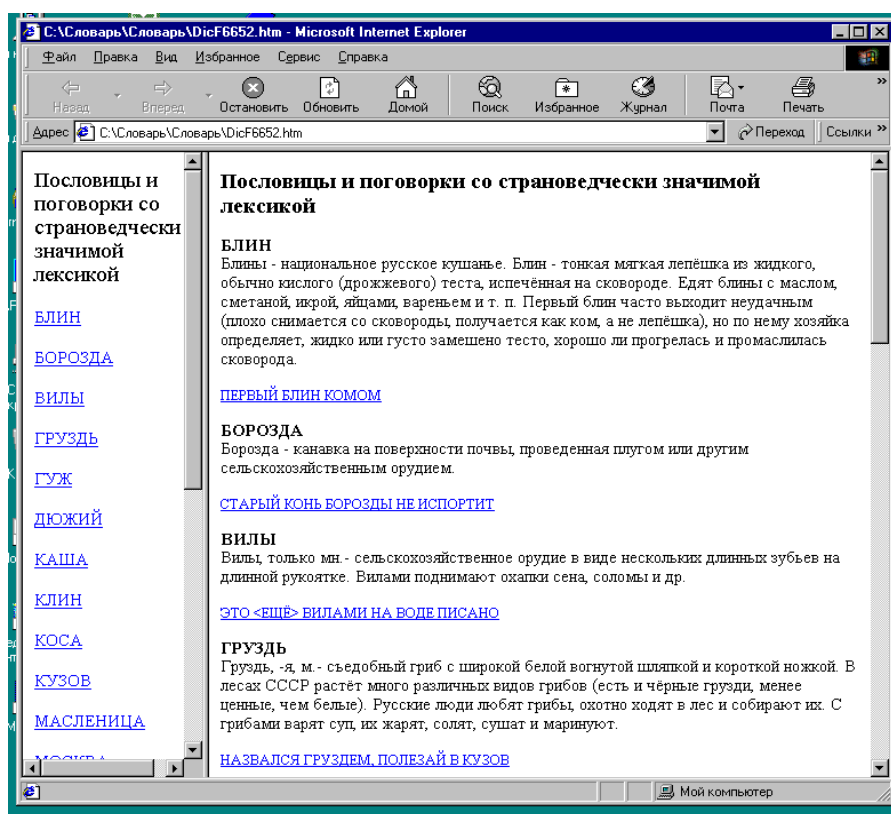 C:\Словарь\Словарь\DicF6652.htm - Microsoft Internet Explorer
Файл Правка Вид Избранное Сервис Справка
Назад Вперед Остановить Обновить Домой Поиск Избранное Журнал Почта Печать »
Адрес C:\Словарь\Словарь\DicF6652.htm Переход Ссылки »
Пословицы и
поговорки со
страноведчески
значимой
лексикой
БЛИН
БОРОЗДА
ВИЛЫ
ГРУЗДЬ
ГУЖ
ДЮЖИЙ
КАША
КЛИН
КОСА
КУЗОВ
МАСЛЕНИЦА
МОСКВА
Пословицы и поговорки со страноведчески значимой
лексикой
БЛИН
Блины - национальное русское кушанье. Блин - тонкая мягкая лепёшка из жидкого,
обычно кислого (дрожжевого) теста, испечённая на сковороде. Едят блины с маслом,
сметаной, икрой, яйцами, вареньем и т. п. Первый блин часто выходит неудачным
(плохо снимается со сковороды, получается как ком, а не лепёшка), но по нему хозяйка
определяет, жидко или густо замешено тесто, хорошо ли прогрелась и промаслилась
сковорода.
ПЕРВЫЙ БЛИН КОМОМ
БОРОЗДА
Борозда - канавка на поверхности почвы, проведенная плугом или другим
сельскохозяйственным орудием.
СТАРЫЙ КОНЬ БОРОЗДЫ НЕ ИСПОРТИТ
ВИЛЫ
Вилы, только мн.- сельскохозяйственное орудие в виде нескольких длинных зубьев на
длинной рукоятке. Вилами поднимают охапки сена, соломы и др.
ЭТО <ЕЩЁ> ВИЛАМИ НА ВОДЕ ПИСАНО
ГРУЗДЬ
Груздь, -я, м.- съедобный гриб с широкой белой вогнутой шляпкой и короткой ножкой. В
лесах СССР растёт много различных видов грибов (есть и чёрные грузди, менее
ценные, чем белые). Русские люди любят грибы, охотно ходят в лес и собирают их. С
грибами варят суп, их жарят, солят, сушат и маринуют.
НАЗВАЛСЯ ГРУЗДЕМ, ПОЛЕЗАЙ В КУЗОВ
Мой компьютер